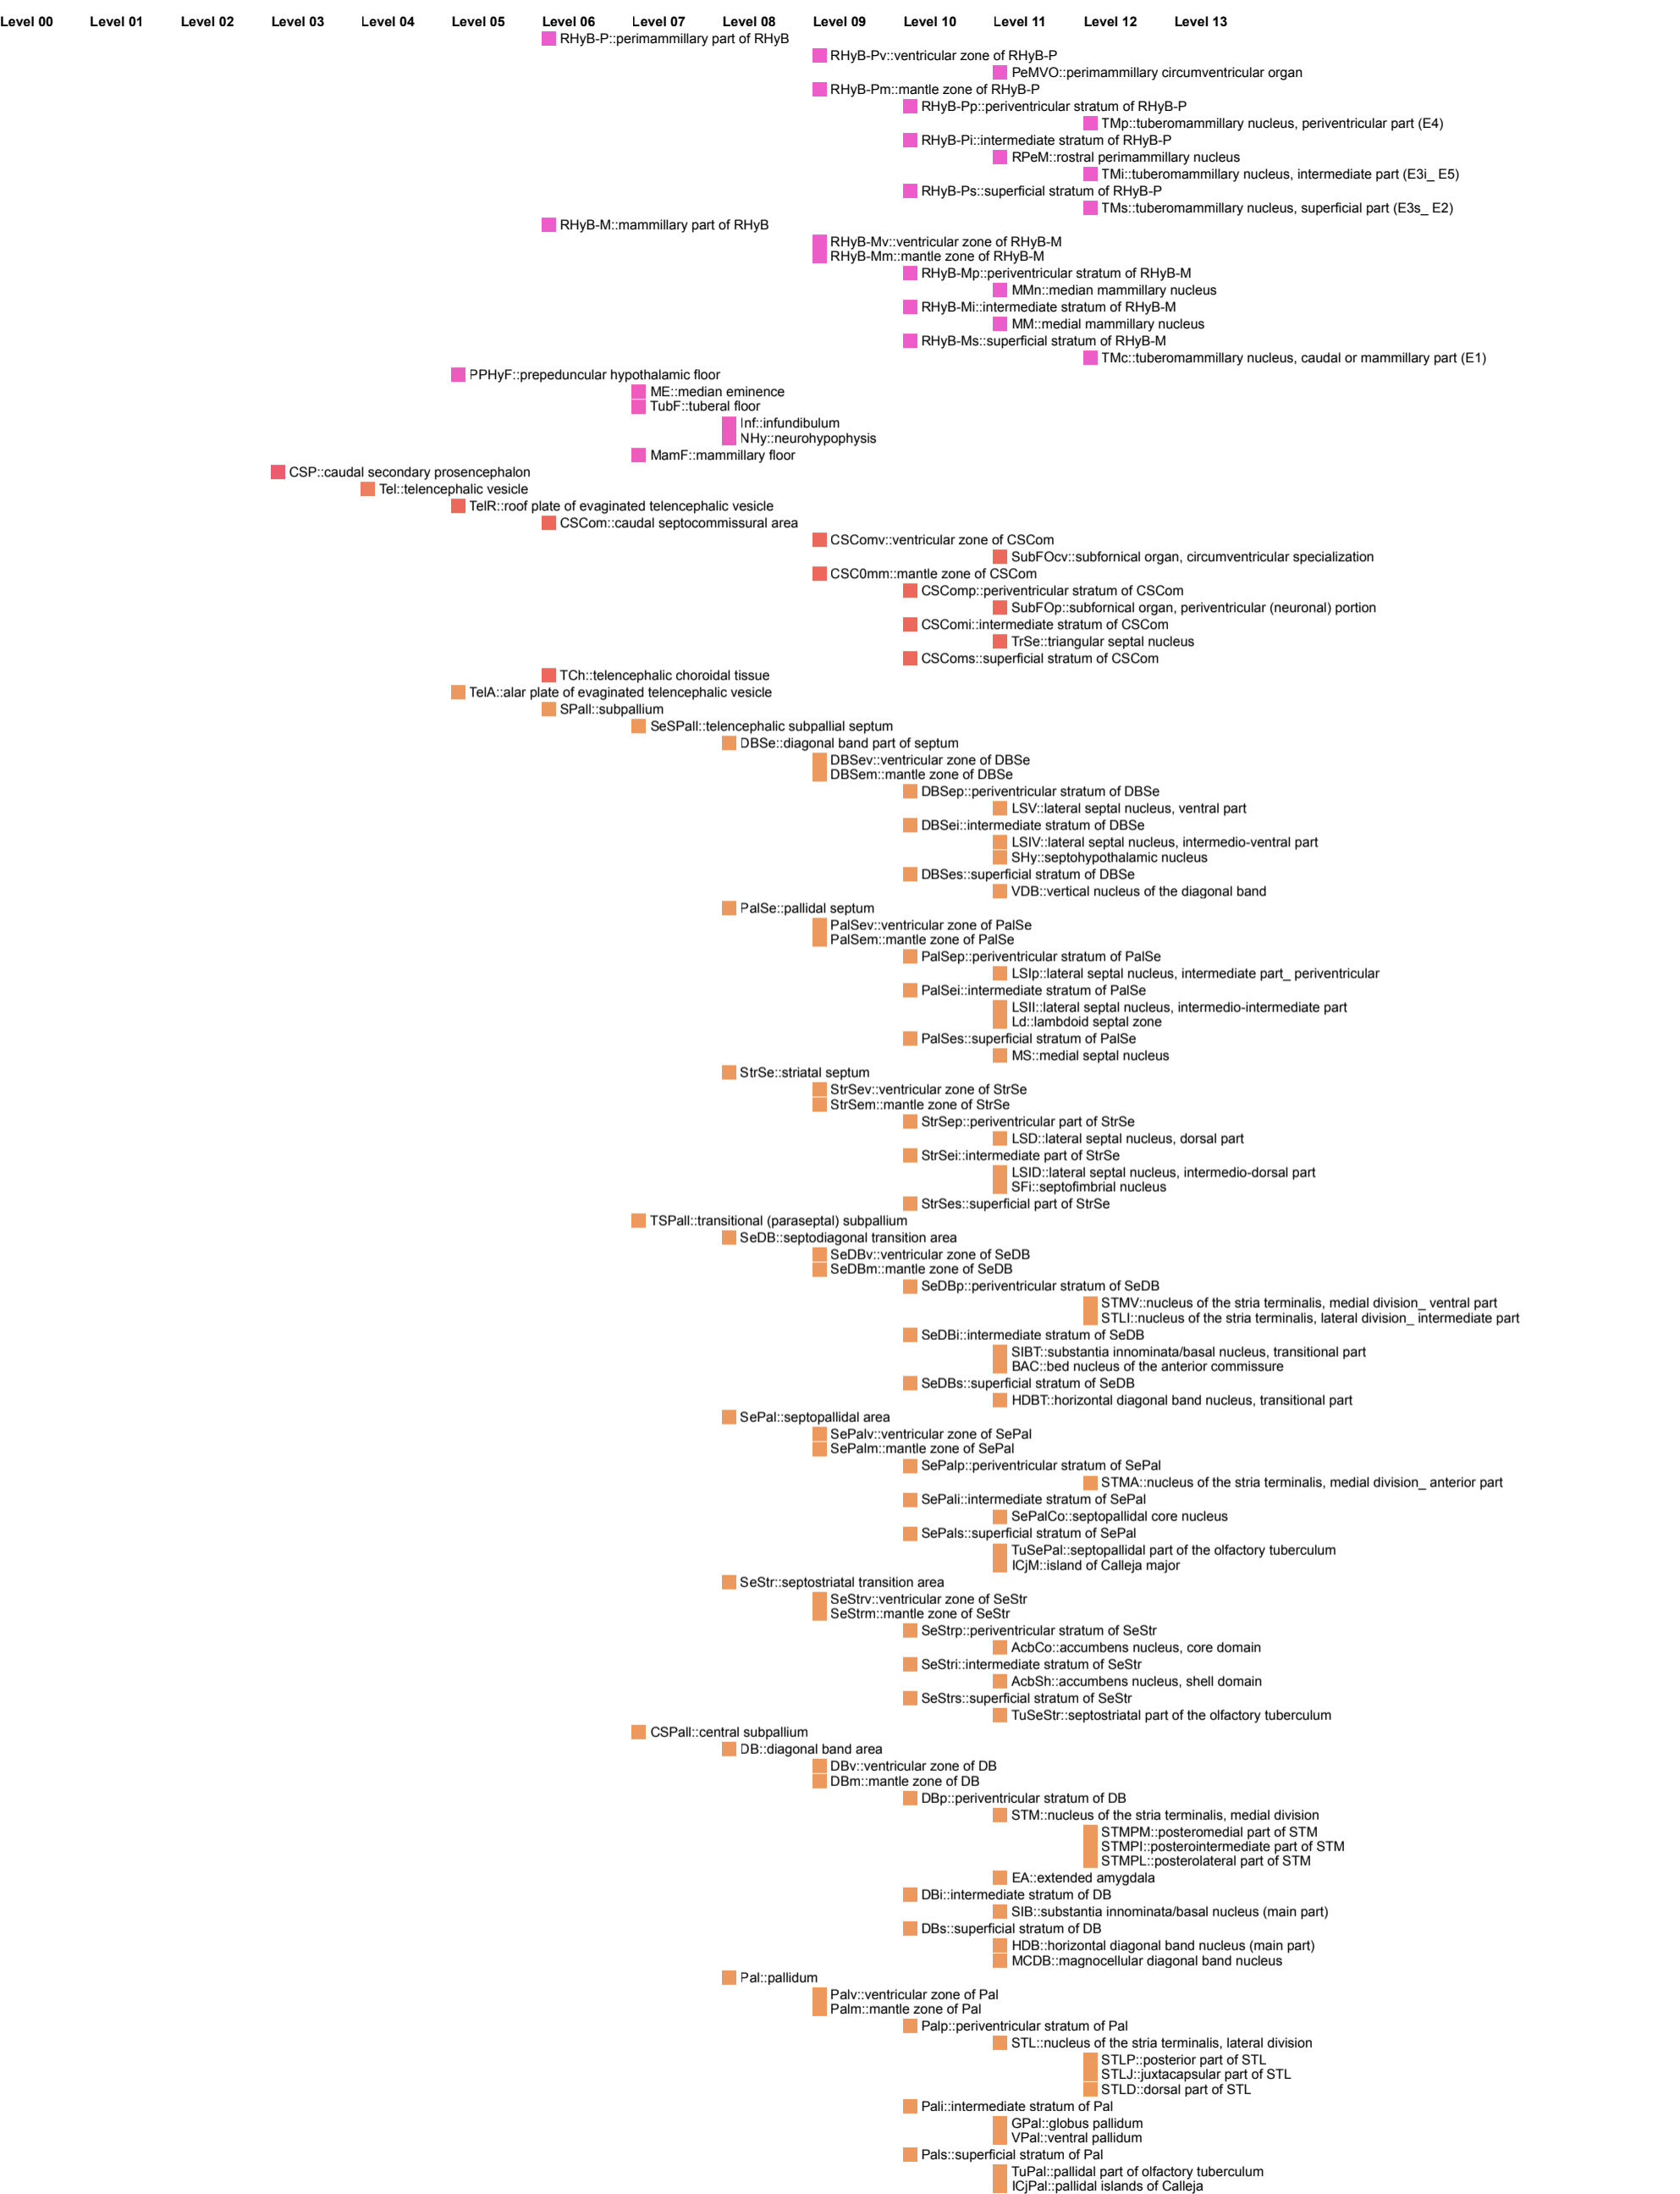 Level 00 Level 01 Level 02 Level 03 Level 04 Level 05 Level 06 Level 07 Level 08 Level 09 Level 10 Level 11 Level 12 Level 13
RHyB-P::perimammillary part of RHyB
RHyB-Pv::ventricular zone of RHyB-P
PeMVO::perimammillary circumventricular organ
RHyB-Pm::mantle zone of RHyB-P
RHyB-Pp::periventricular stratum of RHyB-P
TMp::tuberomammillary nucleus, periventricular part (E4)
RHyB-Pi::intermediate stratum of RHyB-P
RPeM::rostral perimammillary nucleus
TMi::tuberomammillary nucleus, intermediate part (E3i_ E5)
RHyB-Ps::superficial stratum of RHyB-P
TMs::tuberomammillary nucleus, superficial part (E3s_ E2)
RHyB-M::mammillary part of RHyB
RHyB-Mv::ventricular zone of RHyB-M
RHyB-Mm::mantle zone of RHyB-M
RHyB-Mp::periventricular stratum of RHyB-M
MMn::median mammillary nucleus
RHyB-Mi::intermediate stratum of RHyB-M
MM::medial mammillary nucleus
RHyB-Ms::superficial stratum of RHyB-M
TMc::tuberomammillary nucleus, caudal or mammillary part (E1)
PPHyF::prepeduncular hypothalamic floor
ME::median eminence
TubF::tuberal floor
Inf::infundibulum
NHy::neurohypophysis
MamF::mammillary floor
CSP::caudal secondary prosencephalon
Tel::telencephalic vesicle
TelR::roof plate of evaginated telencephalic vesicle
CSCom::caudal septocommissural area
CSComv::ventricular zone of CSCom
SubFOcv::subfornical organ, circumventricular specialization
CSC0mm::mantle zone of CSCom
CSComp::periventricular stratum of CSCom
SubFOp::subfornical organ, periventricular (neuronal) portion
CSComi::intermediate stratum of CSCom
TrSe::triangular septal nucleus
CSComs::superficial stratum of CSCom
TCh::telencephalic choroidal tissue
TelA::alar plate of evaginated telencephalic vesicle
SPall::subpallium
SeSPall::telencephalic subpallial septum
DBSe::diagonal band part of septum
DBSev::ventricular zone of DBSe
DBSem::mantle zone of DBSe
DBSep::periventricular stratum of DBSe
LSV::lateral septal nucleus, ventral part
DBSei::intermediate stratum of DBSe
LSIV::lateral septal nucleus, intermedio-ventral part
SHy::septohypothalamic nucleus
DBSes::superficial stratum of DBSe
VDB::vertical nucleus of the diagonal band
PalSe::pallidal septum
PalSev::ventricular zone of PalSe
PalSem::mantle zone of PalSe
PalSep::periventricular stratum of PalSe
LSIp::lateral septal nucleus, intermediate part_ periventricular
PalSei::intermediate stratum of PalSe
LSII::lateral septal nucleus, intermedio-intermediate part
Ld::lambdoid septal zone
PalSes::superficial stratum of PalSe
MS::medial septal nucleus
StrSe::striatal septum
StrSev::ventricular zone of StrSe
StrSem::mantle zone of StrSe
StrSep::periventricular part of StrSe
LSD::lateral septal nucleus, dorsal part
StrSei::intermediate part of StrSe
LSID::lateral septal nucleus, intermedio-dorsal part
SFi::septofimbrial nucleus
StrSes::superficial part of StrSe
TSPall::transitional (paraseptal) subpallium
SeDB::septodiagonal transition area
SeDBv::ventricular zone of SeDB
SeDBm::mantle zone of SeDB
SeDBp::periventricular stratum of SeDB
STMV::nucleus of the stria terminalis, medial division_ ventral part
STLI::nucleus of the stria terminalis, lateral division_ intermediate part
SeDBi::intermediate stratum of SeDB
SIBT::substantia innominata/basal nucleus, transitional part
BAC::bed nucleus of the anterior commissure
SeDBs::superficial stratum of SeDB
HDBT::horizontal diagonal band nucleus, transitional part
SePal::septopallidal area
SePalv::ventricular zone of SePal
SePalm::mantle zone of SePal
SePalp::periventricular stratum of SePal
STMA::nucleus of the stria terminalis, medial division_ anterior part
SePali::intermediate stratum of SePal
SePalCo::septopallidal core nucleus
SePals::superficial stratum of SePal
TuSePal::septopallidal part of the olfactory tuberculum
ICjM::island of Calleja major
SeStr::septostriatal transition area
SeStrv::ventricular zone of SeStr
SeStrm::mantle zone of SeStr
SeStrp::periventricular stratum of SeStr
AcbCo::accumbens nucleus, core domain
SeStri::intermediate stratum of SeStr
AcbSh::accumbens nucleus, shell domain
SeStrs::superficial stratum of SeStr
TuSeStr::septostriatal part of the olfactory tuberculum
CSPall::central subpallium
DB::diagonal band area
DBv::ventricular zone of DB
DBm::mantle zone of DB
DBp::periventricular stratum of DB
STM::nucleus of the stria terminalis, medial division
STMPM::posteromedial part of STM
STMPI::posterointermediate part of STM
STMPL::posterolateral part of STM
EA::extended amygdala
DBi::intermediate stratum of DB
SIB::substantia innominata/basal nucleus (main part)
DBs::superficial stratum of DB
HDB::horizontal diagonal band nucleus (main part)
MCDB::magnocellular diagonal band nucleus
Pal::pallidum
Palv::ventricular zone of Pal
Palm::mantle zone of Pal
Palp::periventricular stratum of Pal
STL::nucleus of the stria terminalis, lateral division
STLP::posterior part of STL
STLJ::juxtacapsular part of STL
STLD::dorsal part of STL
Pali::intermediate stratum of Pal
GPal::globus pallidum
VPal::ventral pallidum
Pals::superficial stratum of Pal
TuPal::pallidal part of olfactory tuberculum
ICjPal::pallidal islands of Calleja